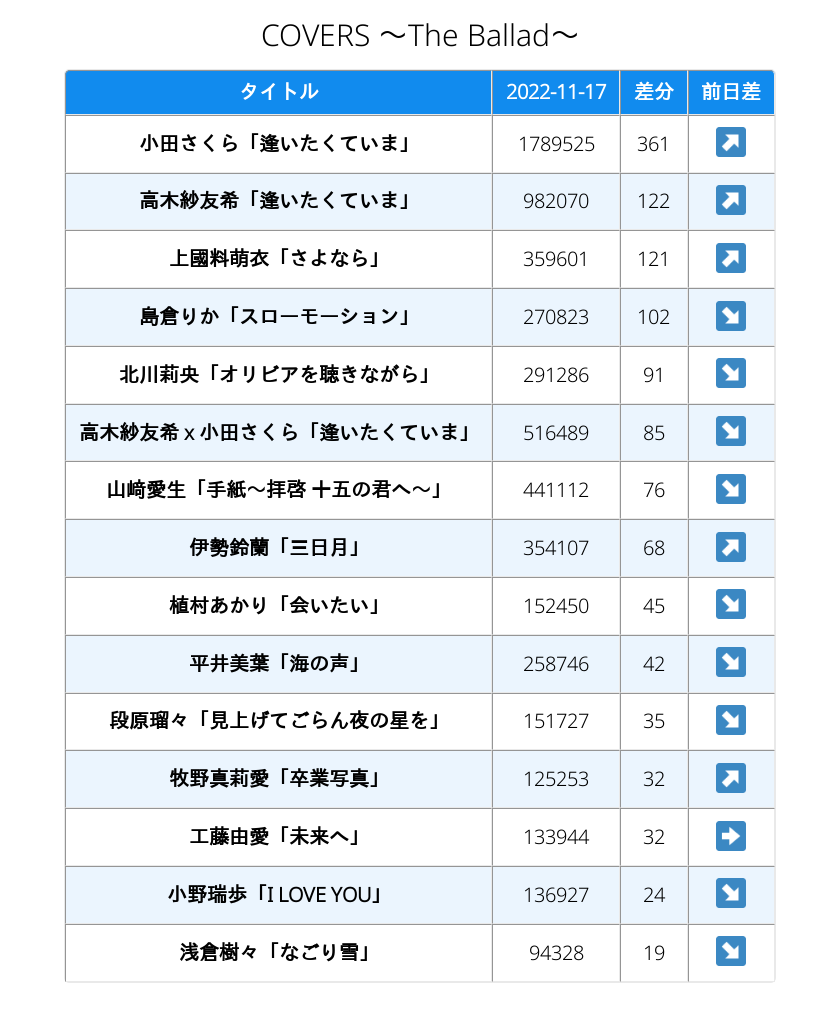 COVERS ～The Ballad～
タイトル 2022-11-17 差分 前日差
小田さくら「逢いたくていま」 1789525 361 ↗
高木紗友希「逢いたくていま」 982070 122 ↗
上國料萌衣「さよなら」 359601 121 ↗
島倉りか「スローモーション」 270823 102 ↘
北川莉央「オリビアを聴きながら」 291286 91 ↘
高木紗友希 x 小田さくら「逢いたくていま」 516489 85 ↘
山﨑愛生「手紙～拝啓 十五の君へ～」 441112 76 ↘
伊勢鈴蘭「三日月」 354107 68 ↗
植村あかり「会いたい」 152450 45 ↘
平井美葉「海の声」 258746 42 ↘
段原瑠々「見上げてごらん夜の星を」 151727 35 ↘
牧野真莉愛「卒業写真」 125253 32 ↗
工藤由愛「未来へ」 133944 32 ➡
小野瑞歩「I LOVE YOU」 136927 24 ↘
浅倉樹々「なごり雪」 94328 19 ↘